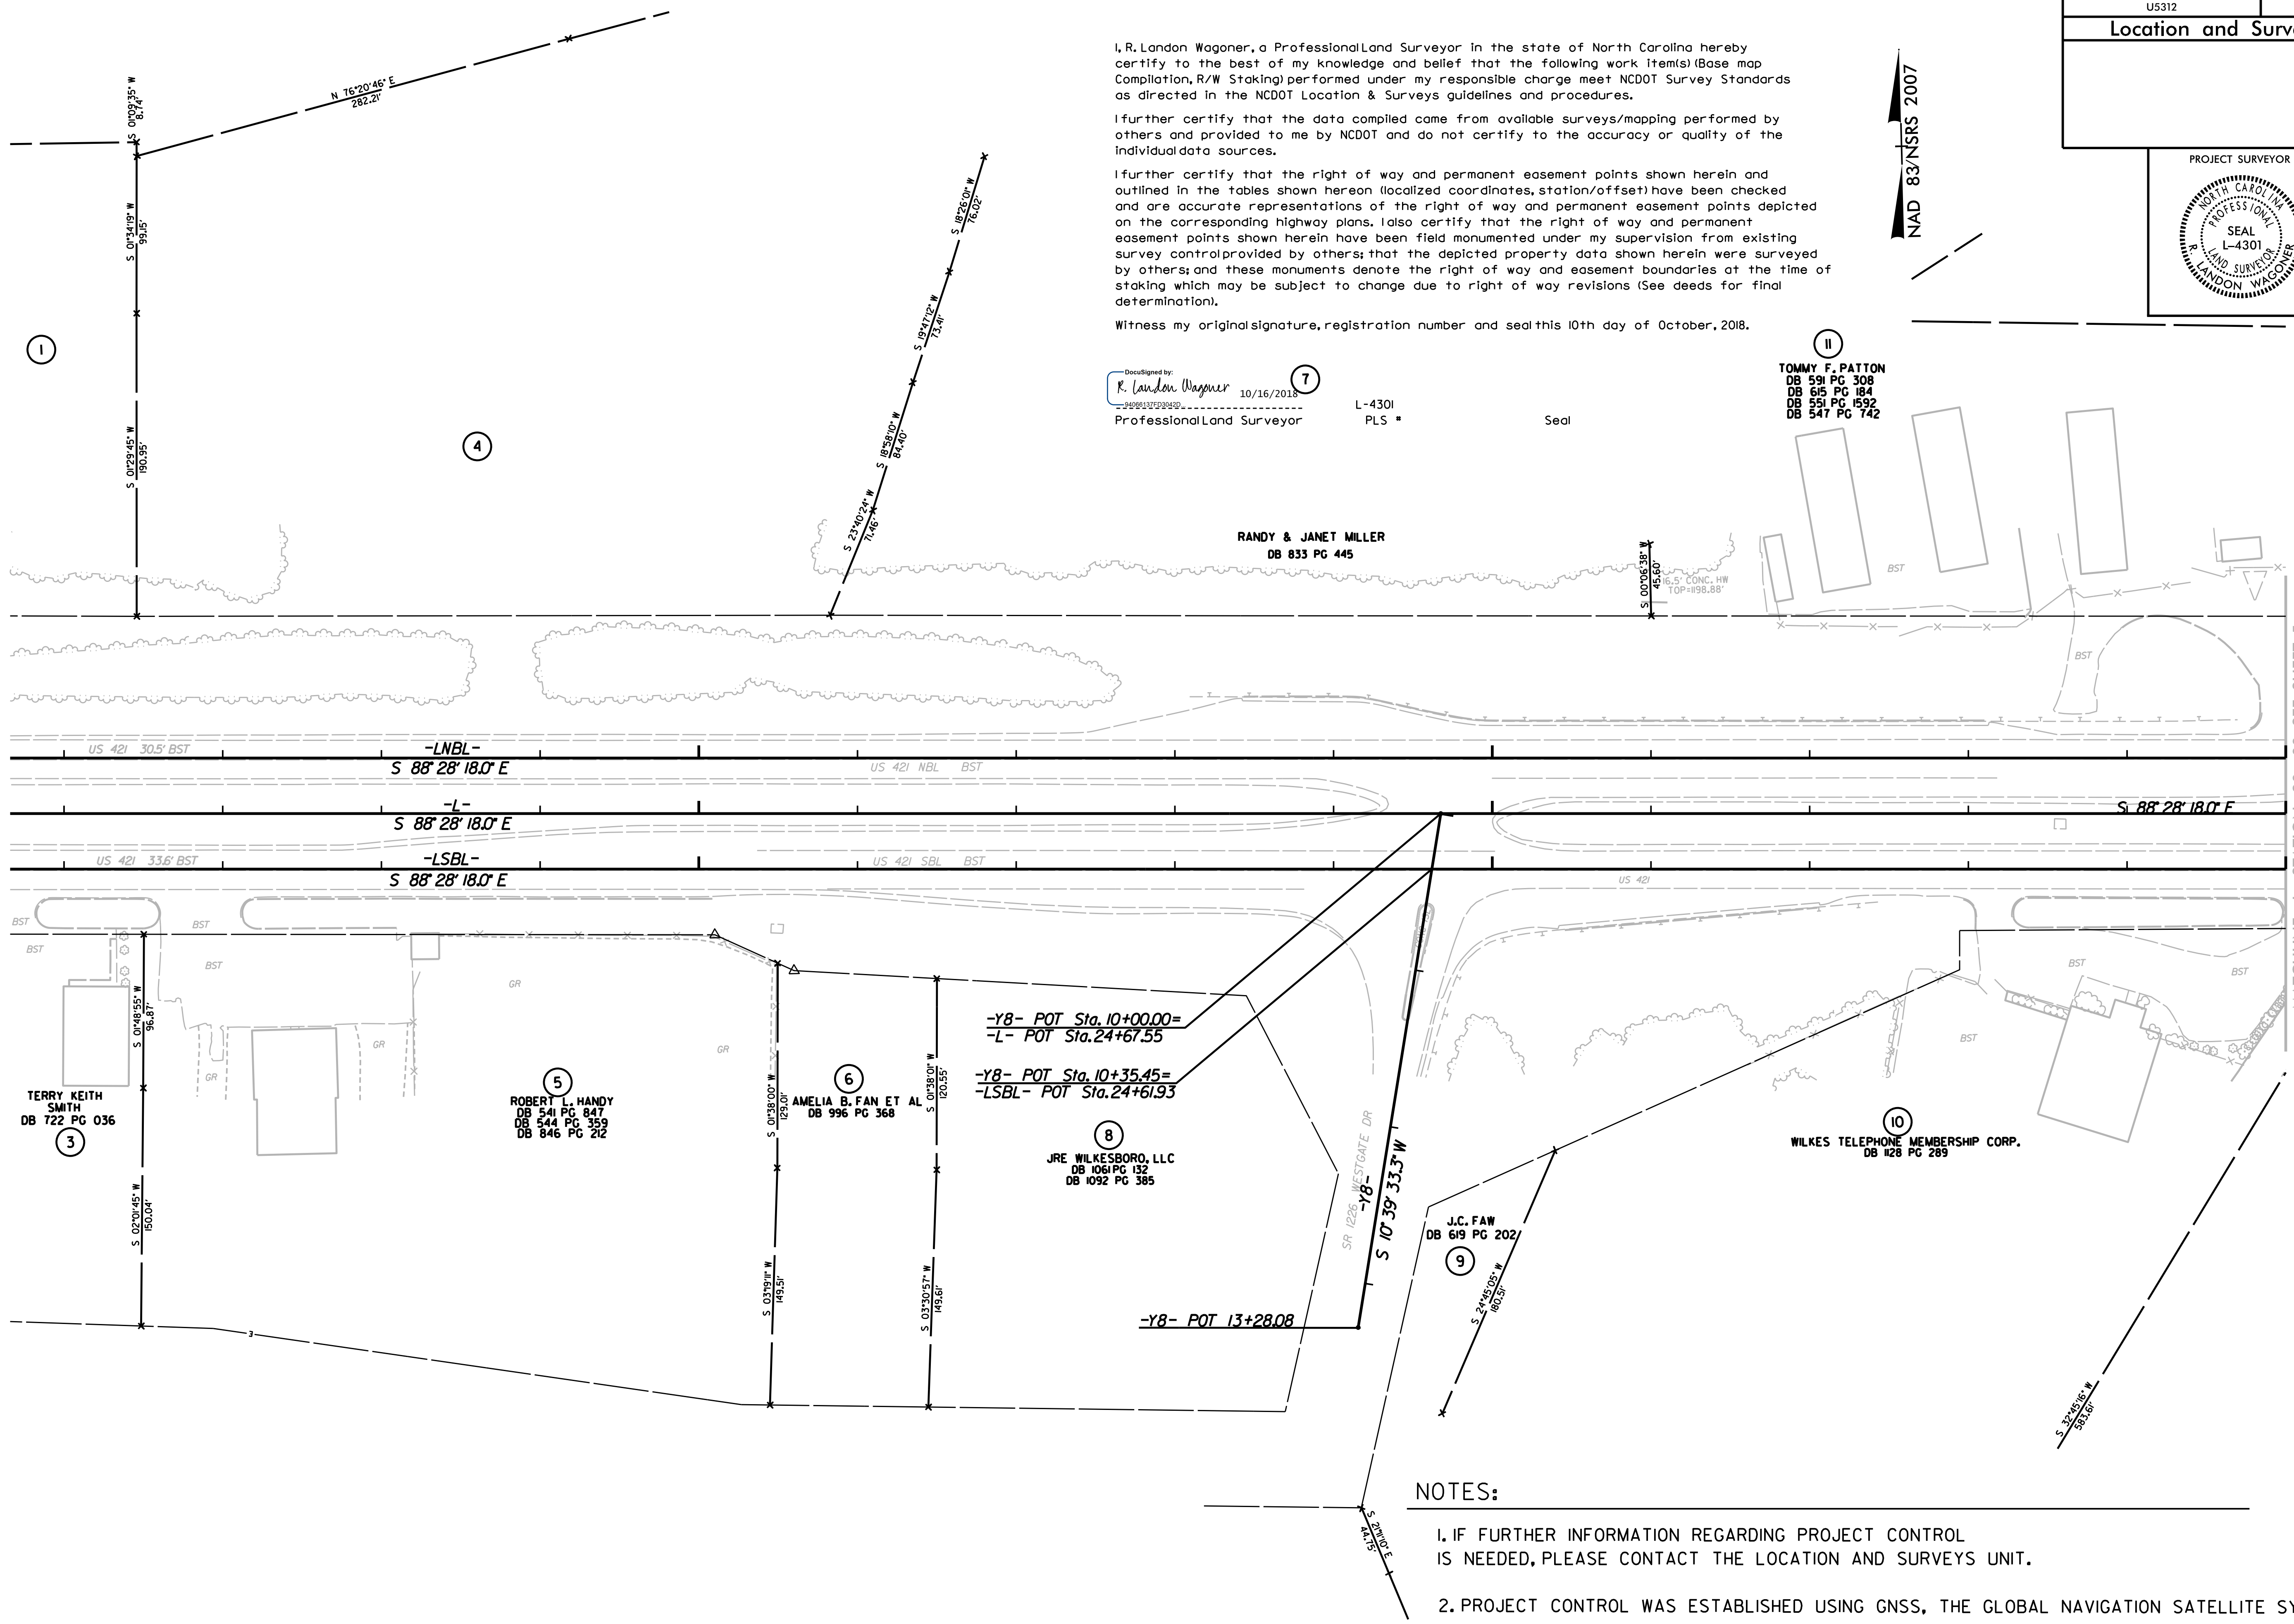 U5312
Location and Surv
I, R. Landon Wagoner, a Professional Land Surveyor in the state of North Carolina hereby
certify to the best of my knowledge and belief that the following work item(s) (Base map
Compilation, R/W Staking) performed under my responsible charge meet NCDOT Survey Standards
as directed in the NCDOT Location & Surveys guidelines and procedures.
I further certify that the data compiled came from available surveys/mapping performed by
others and provided to me by NCDOT and do not certify to the accuracy or quality of the
individual data sources.
I further certify that the right of way and permanent easement points shown herein and
outlined in the tables shown hereon (localized coordinates, station/offset) have been checked
and are accurate representations of the right of way and permanent easement points depicted
on the corresponding highway plans. I also certify that the right of way and permanent
easement points shown herein have been field monumented under my supervision from existing
survey control provided by others; that the depicted property data shown herein were surveyed
by others; and these monuments denote the right of way and easement boundaries at the time of
staking which may be subject to change due to right of way revisions (See deeds for final
determination).
Witness my original signature, registration number and seal this 10th day of October, 2018.
DocuSigned by:
R. Landon Wagoner
10/16/2018
94066137FD3042D...
L-4301
Professional Land Surveyor
PLS #
Seal
7
NAD 83/NSRS 2007
PROJECT SURVEYOR
NORTH CAROLINA
PROFESSIONAL
SEAL
L-4301
LAND SURVEYOR
R. LANDON WAGONER
S 01°09'35" W
8.74'
N 76°20'46" E
282.21'
S 01°34'19" W
99.15'
S 01°29'45" W
190.95'
1
4
S 18°26'01" W
76.02'
S 19°47'12" W
73.41'
S 18°58'10" W
84.40'
S 23°40'24" W
71.46'
11
TOMMY F. PATTON
DB 591 PG 308
DB 615 PG 184
DB 551 PG 1592
DB 547 PG 742
RANDY & JANET MILLER
DB 833 PG 445
S 00°06'38" W
45.60'
16.5' CONC. HW
TOP=1198.88'
BST
BST
US 421 30.5' BST
-LNBL-
S 88° 28' 18.0" E
US 421 NBL BST
-L-
S 88° 28' 18.0" E
S 88° 28' 18.0" E
US 421 33.6' BST
-LSBL-
S 88° 28' 18.0" E
US 421 SBL BST
US 421
BST
BST
BST
BST
GR
GR
GR
GR
BST
BST
BST
S 01°48'55" W
96.87'
S 02°01'45" W
150.04'
TERRY KEITH
SMITH
DB 722 PG 036
3
5
ROBERT L. HANDY
DB 541 PG 847
DB 544 PG 359
DB 846 PG 212
S 01°38'00" W
129.01'
S 03°19'11" W
149.51'
6
AMELIA B. FAN ET AL
DB 996 PG 368
S 01°38'01" W
120.55'
S 03°30'57" W
149.61'
-Y8- POT Sta. 10+00.00=
-L- POT Sta. 24+67.55
-Y8- POT Sta. 10+35.45=
-LSBL- POT Sta. 24+61.93
8
JRE WILKESBORO, LLC
DB 1061 PG 132
DB 1092 PG 385
SR 1226 WESTGATE DR
-Y8-
S 10° 39' 33.3" W
-Y8- POT 13+28.08
J.C. FAW
DB 619 PG 202
9
S 24°45'05" W
180.51'
10
WILKES TELEPHONE MEMBERSHIP CORP.
DB 1128 PG 289
S 32°45'16" W
583.61'
S 21°11'10" E
44.75'
NOTES:
1. IF FURTHER INFORMATION REGARDING PROJECT CONTROL
IS NEEDED, PLEASE CONTACT THE LOCATION AND SURVEYS UNIT.
2. PROJECT CONTROL WAS ESTABLISHED USING GNSS, THE GLOBAL NAVIGATION SATELLITE S